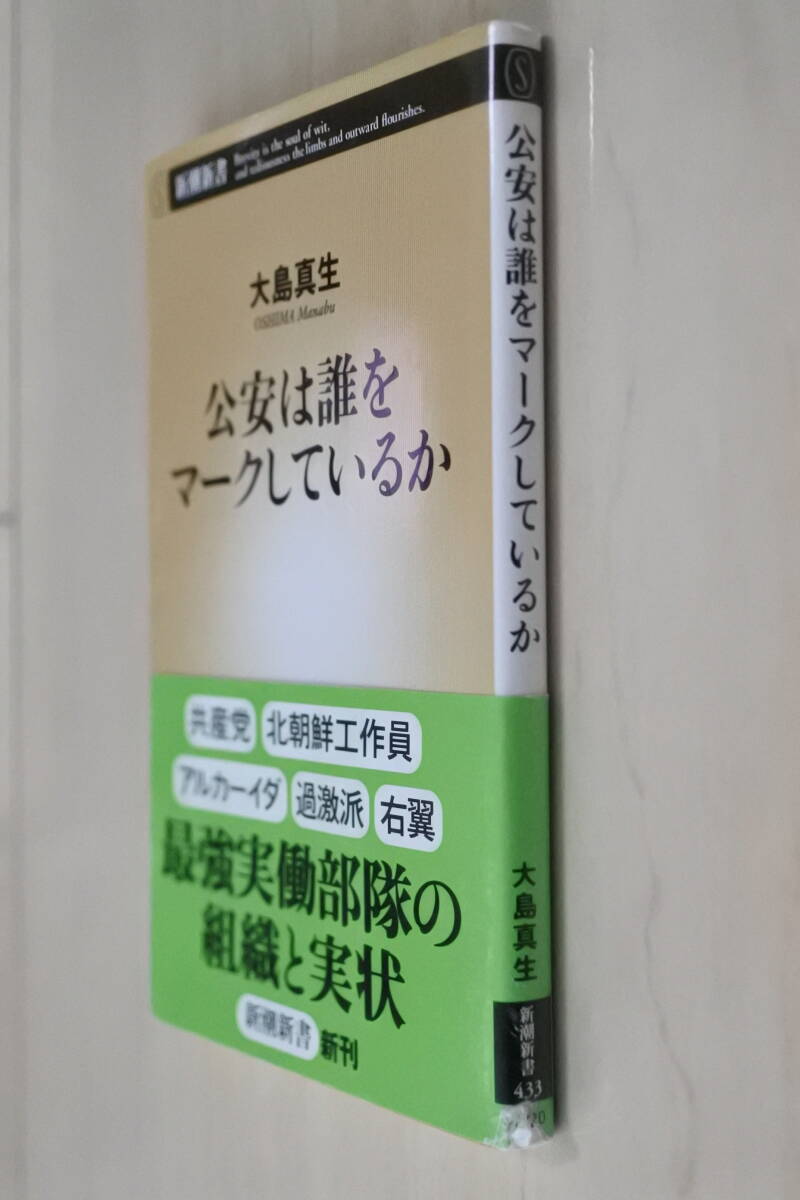 新潮新書
Brevity is the soul of wit,
and tediousness the limbs and outward flourishes.
大島真生
OSHIMA Manabu
公安は誰を
マークしているか
共産党
北朝鮮工作員
アルカーイダ
過激派
右翼
最強実働部隊の
組織と実状
新潮新書 新刊
S
公安は誰をマークしているか
大島真生
新潮新書
433